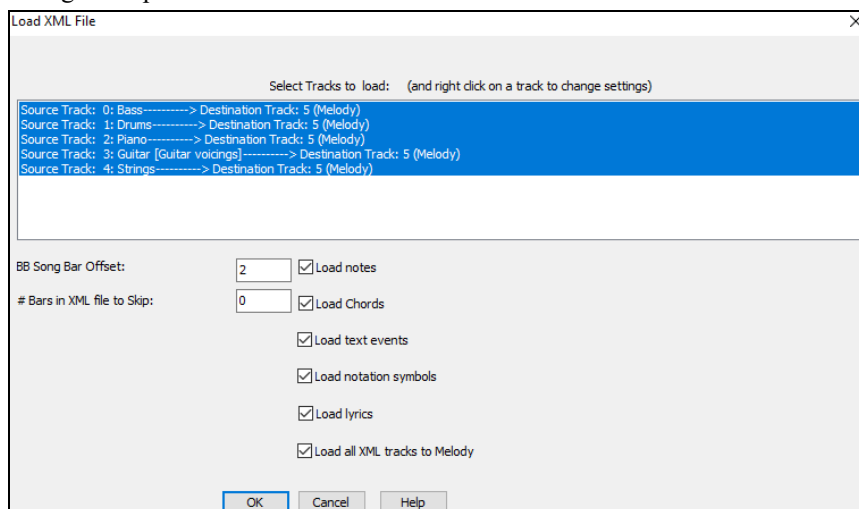 Load XML File
Select Tracks to load: (and right click on a track to change settings)
Source Track: 0: Bass----------> Destination Track: 5 (Melody)
Source Track: 1: Drums----------> Destination Track: 5 (Melody)
Source Track: 2: Piano----------> Destination Track: 5 (Melody)
Source Track: 3: Guitar [Guitar voicings]----------> Destination Track: 5 (Melody)
Source Track: 4: Strings----------> Destination Track: 5 (Melody)
BB Song Bar Offset: 2 Load notes
# Bars in XML file to Skip: 0 Load Chords
Load text events
Load notation symbols
Load lyrics
Load all XML tracks to Melody
OK Cancel Help